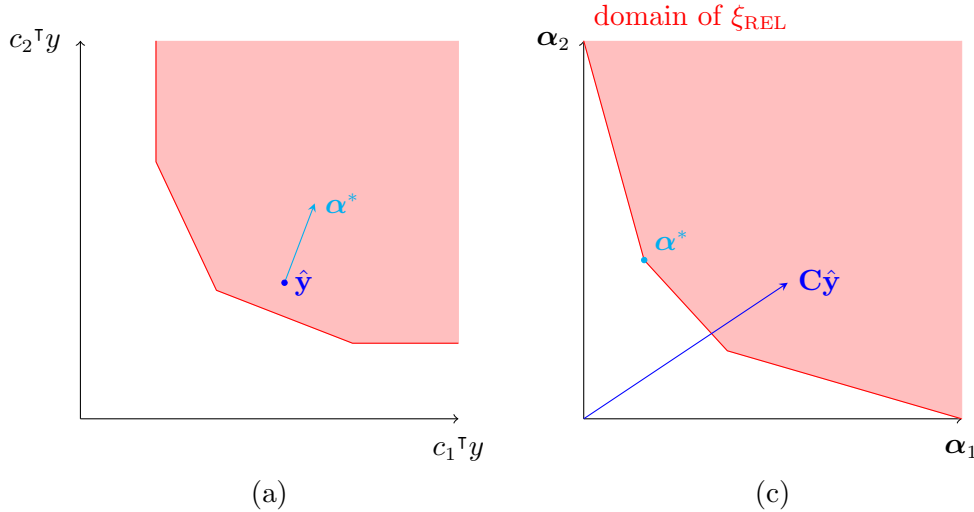 domain of ξ_REL
c₂ᵀy
α₂
α*
α*
ŷ
Cŷ
c₁ᵀy
α₁
(a)
(c)